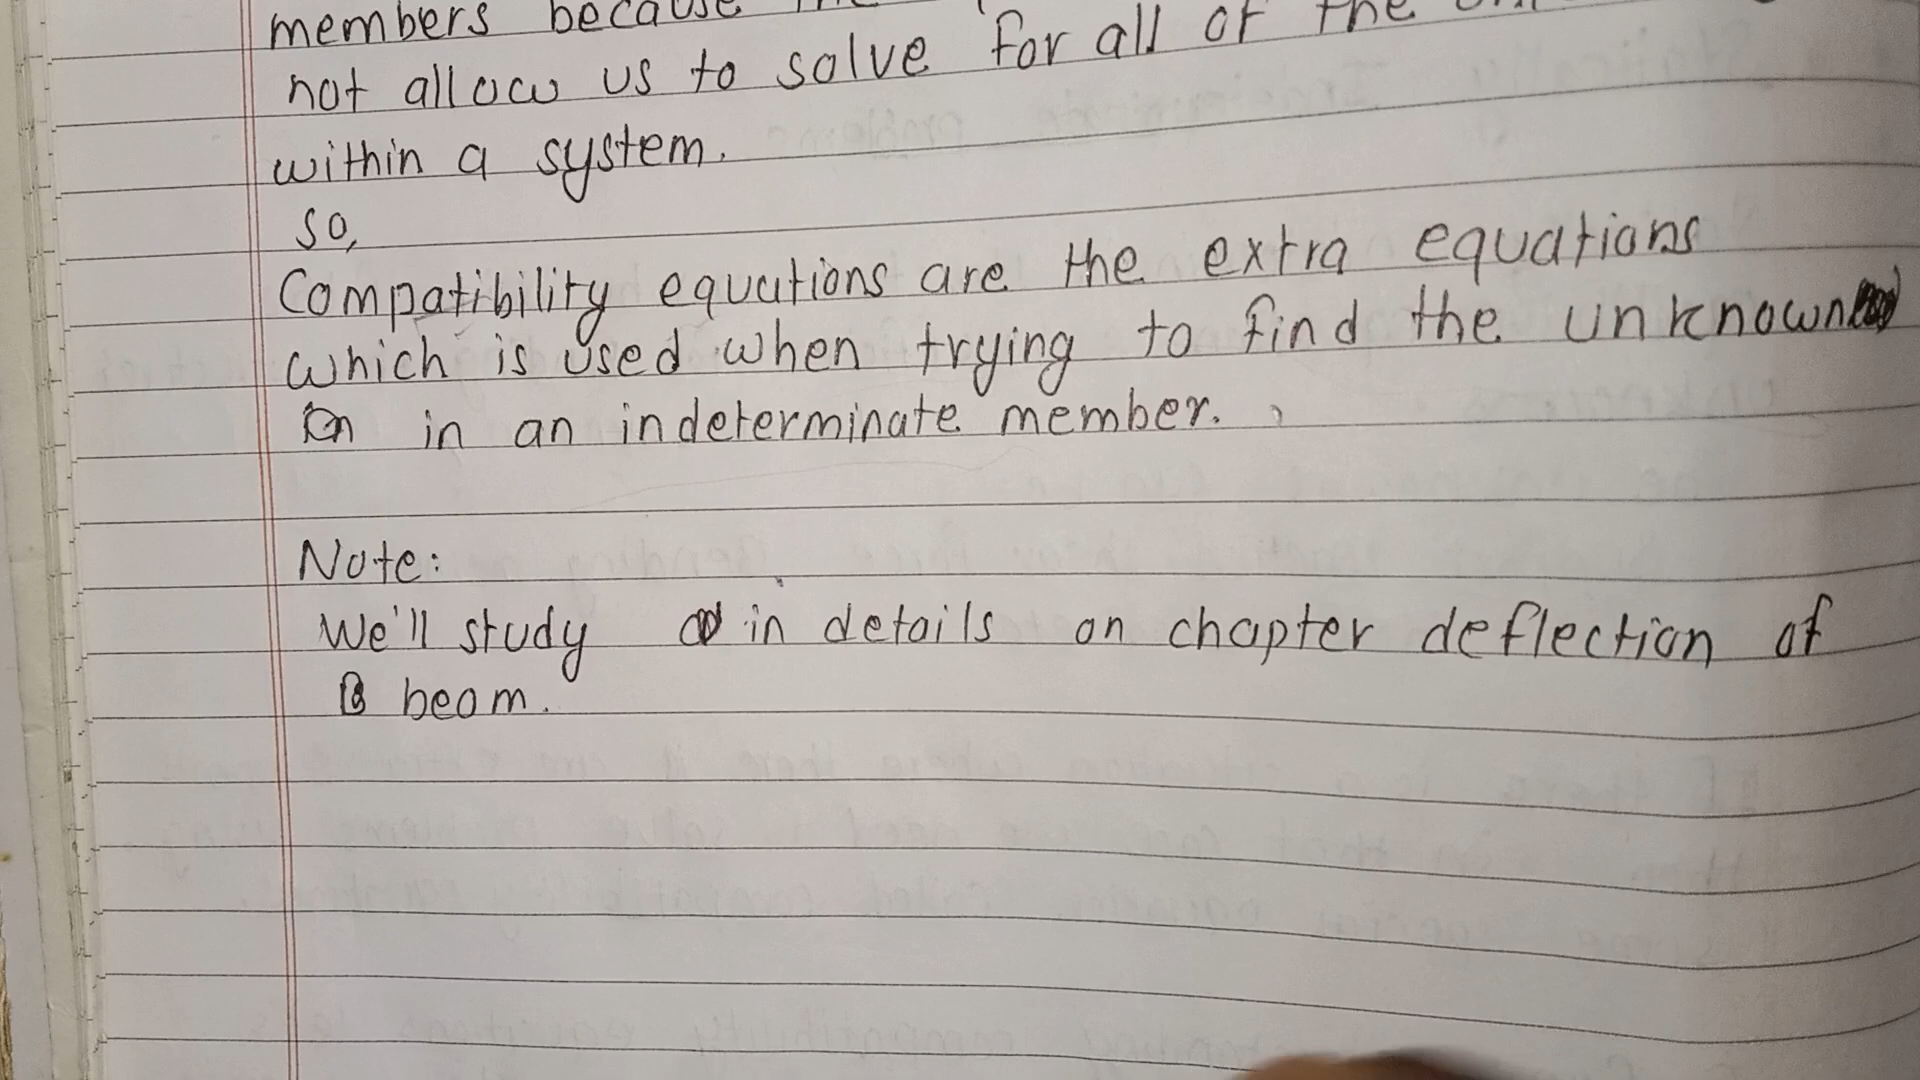 members because
not allow us to solve for all of the
within a system.
so,
Compatibility equations are the extra equations
which is used when trying to find the unknown
in an indeterminate member.
Note:
We'll study in details on chapter deflection of
beam.